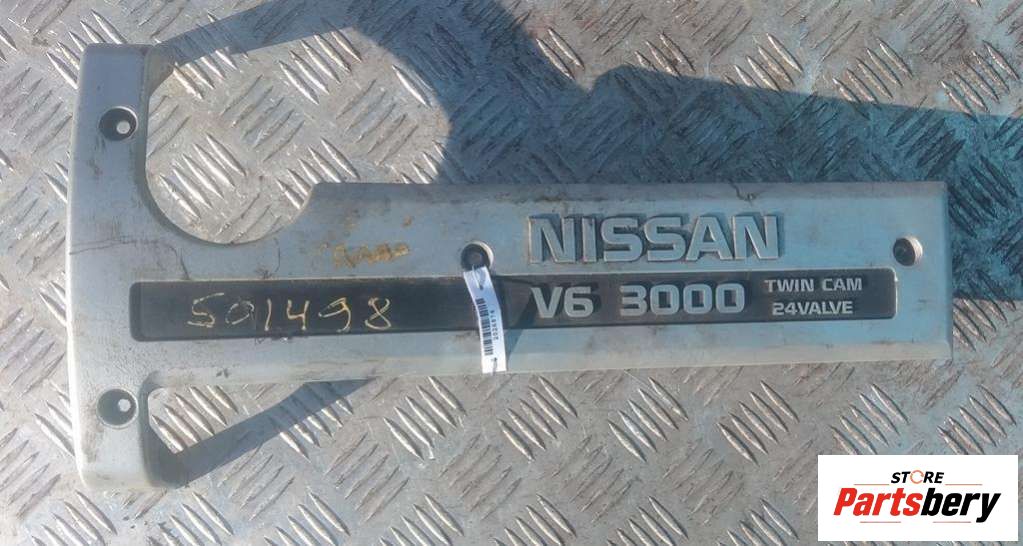 NISSAN
V6 3000 TWIN CAM
24VALVE
501498
STORE
Partsbery